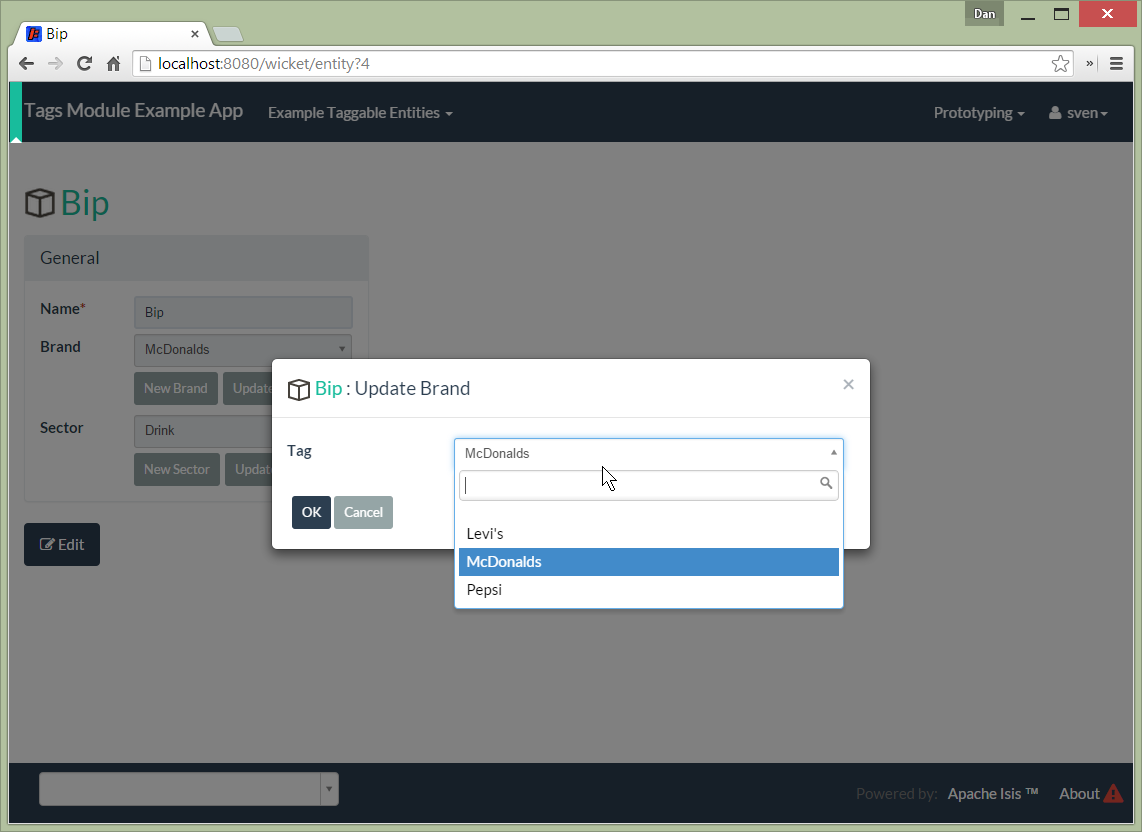 Dan
Bip
localhost:8080/wicket/entity?4
Tags Module Example App Example Taggable Entities Prototyping sven
Bip
General
Name* Bip
Brand McDonalds
New Brand Update
Bip : Update Brand
Sector Drink
New Sector Update
Tag McDonalds
OK Cancel
Levi's
McDonalds
Pepsi
Edit
Powered by: Apache Isis ™ About